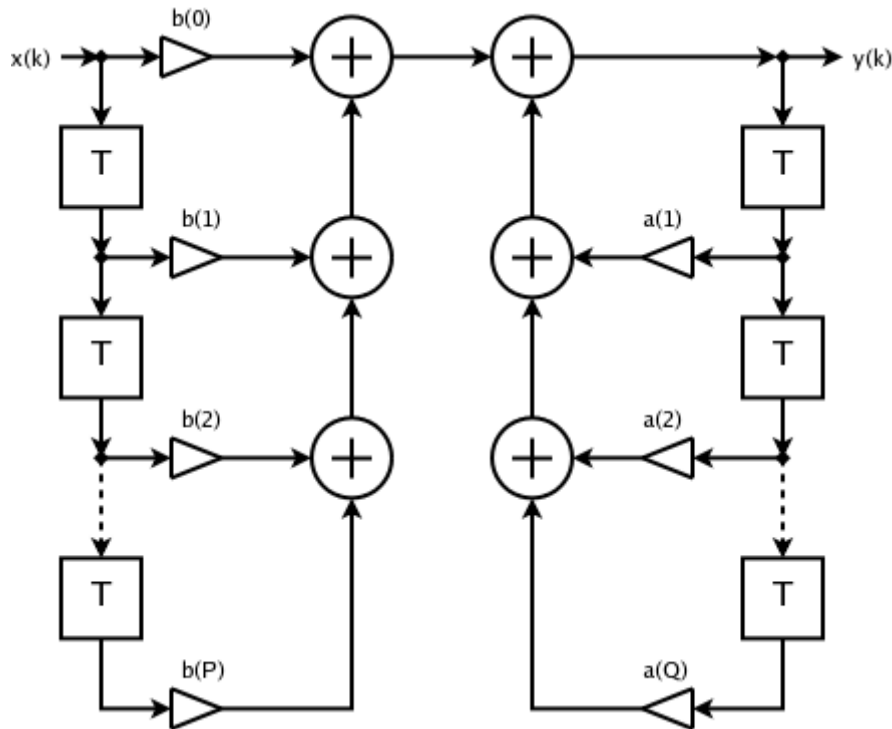 b(0)
x(k)
y(k)
T
T
b(1)
a(1)
T
T
b(2)
a(2)
T
T
b(P)
a(Q)